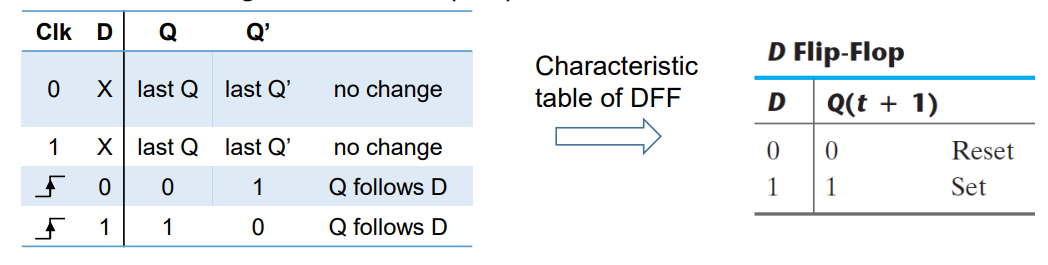 Clk D Q Q’
0 X last Q last Q’ no change
1 X last Q last Q’ no change
0 0 1 Q follows D
1 1 0 Q follows D
Characteristic
table of DFF
D Flip-Flop
D Q(t + 1)
0 0 Reset
1 1 Set